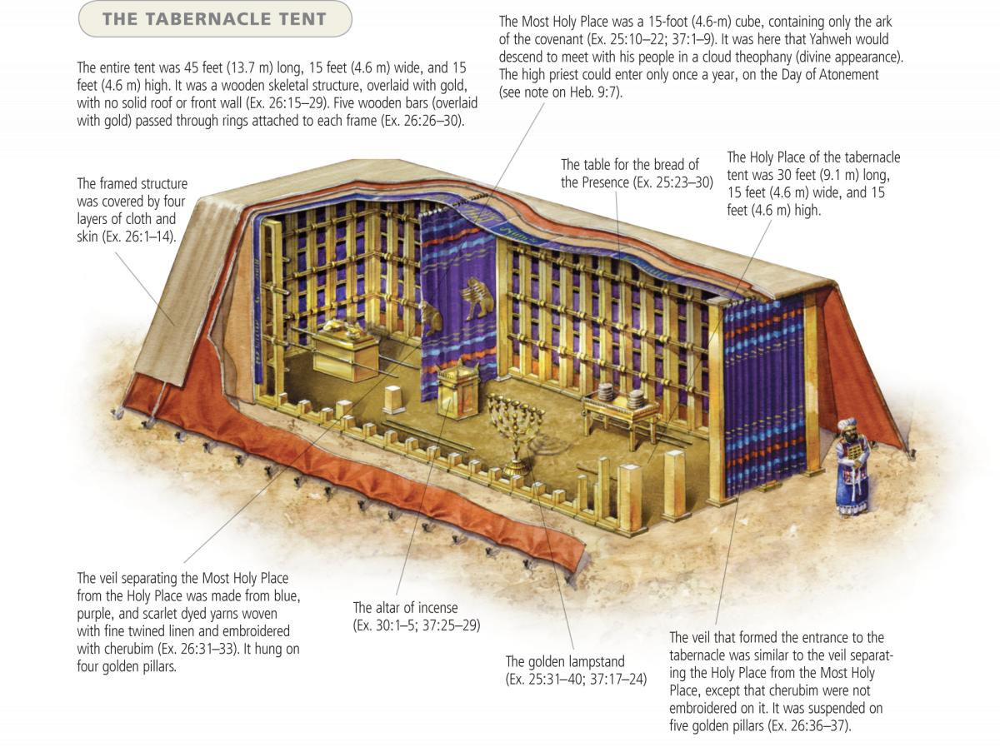 THE TABERNACLE TENT
The entire tent was 45 feet (13.7 m) long, 15 feet (4.6 m) wide, and 15
feet (4.6 m) high. It was a wooden skeletal structure, overlaid with gold,
with no solid roof or front wall (Ex. 26:15–29). Five wooden bars (overlaid
with gold) passed through rings attached to each frame (Ex. 26:26–30).
The Most Holy Place was a 15-foot (4.6-m) cube, containing only the ark
of the covenant (Ex. 25:10–22; 37:1–9). It was here that Yahweh would
descend to meet with his people in a cloud theophany (divine appearance).
The high priest could enter only once a year, on the Day of Atonement
(see note on Heb. 9:7).
The framed structure
was covered by four
layers of cloth and
skin (Ex. 26:1–14).
The table for the bread of
the Presence (Ex. 25:23–30)
The Holy Place of the tabernacle
tent was 30 feet (9.1 m) long,
15 feet (4.6 m) wide, and 15
feet (4.6 m) high.
The veil separating the Most Holy Place
from the Holy Place was made from blue,
purple, and scarlet dyed yarns woven
with fine twined linen and embroidered
with cherubim (Ex. 26:31–33). It hung on
four golden pillars.
The altar of incense
(Ex. 30:1–5; 37:25–29)
The golden lampstand
(Ex. 25:31–40; 37:17–24)
The veil that formed the entrance to the
tabernacle was similar to the veil separat-
ing the Holy Place from the Most Holy
Place, except that cherubim were not
embroidered on it. It was suspended on
five golden pillars (Ex. 26:36–37).